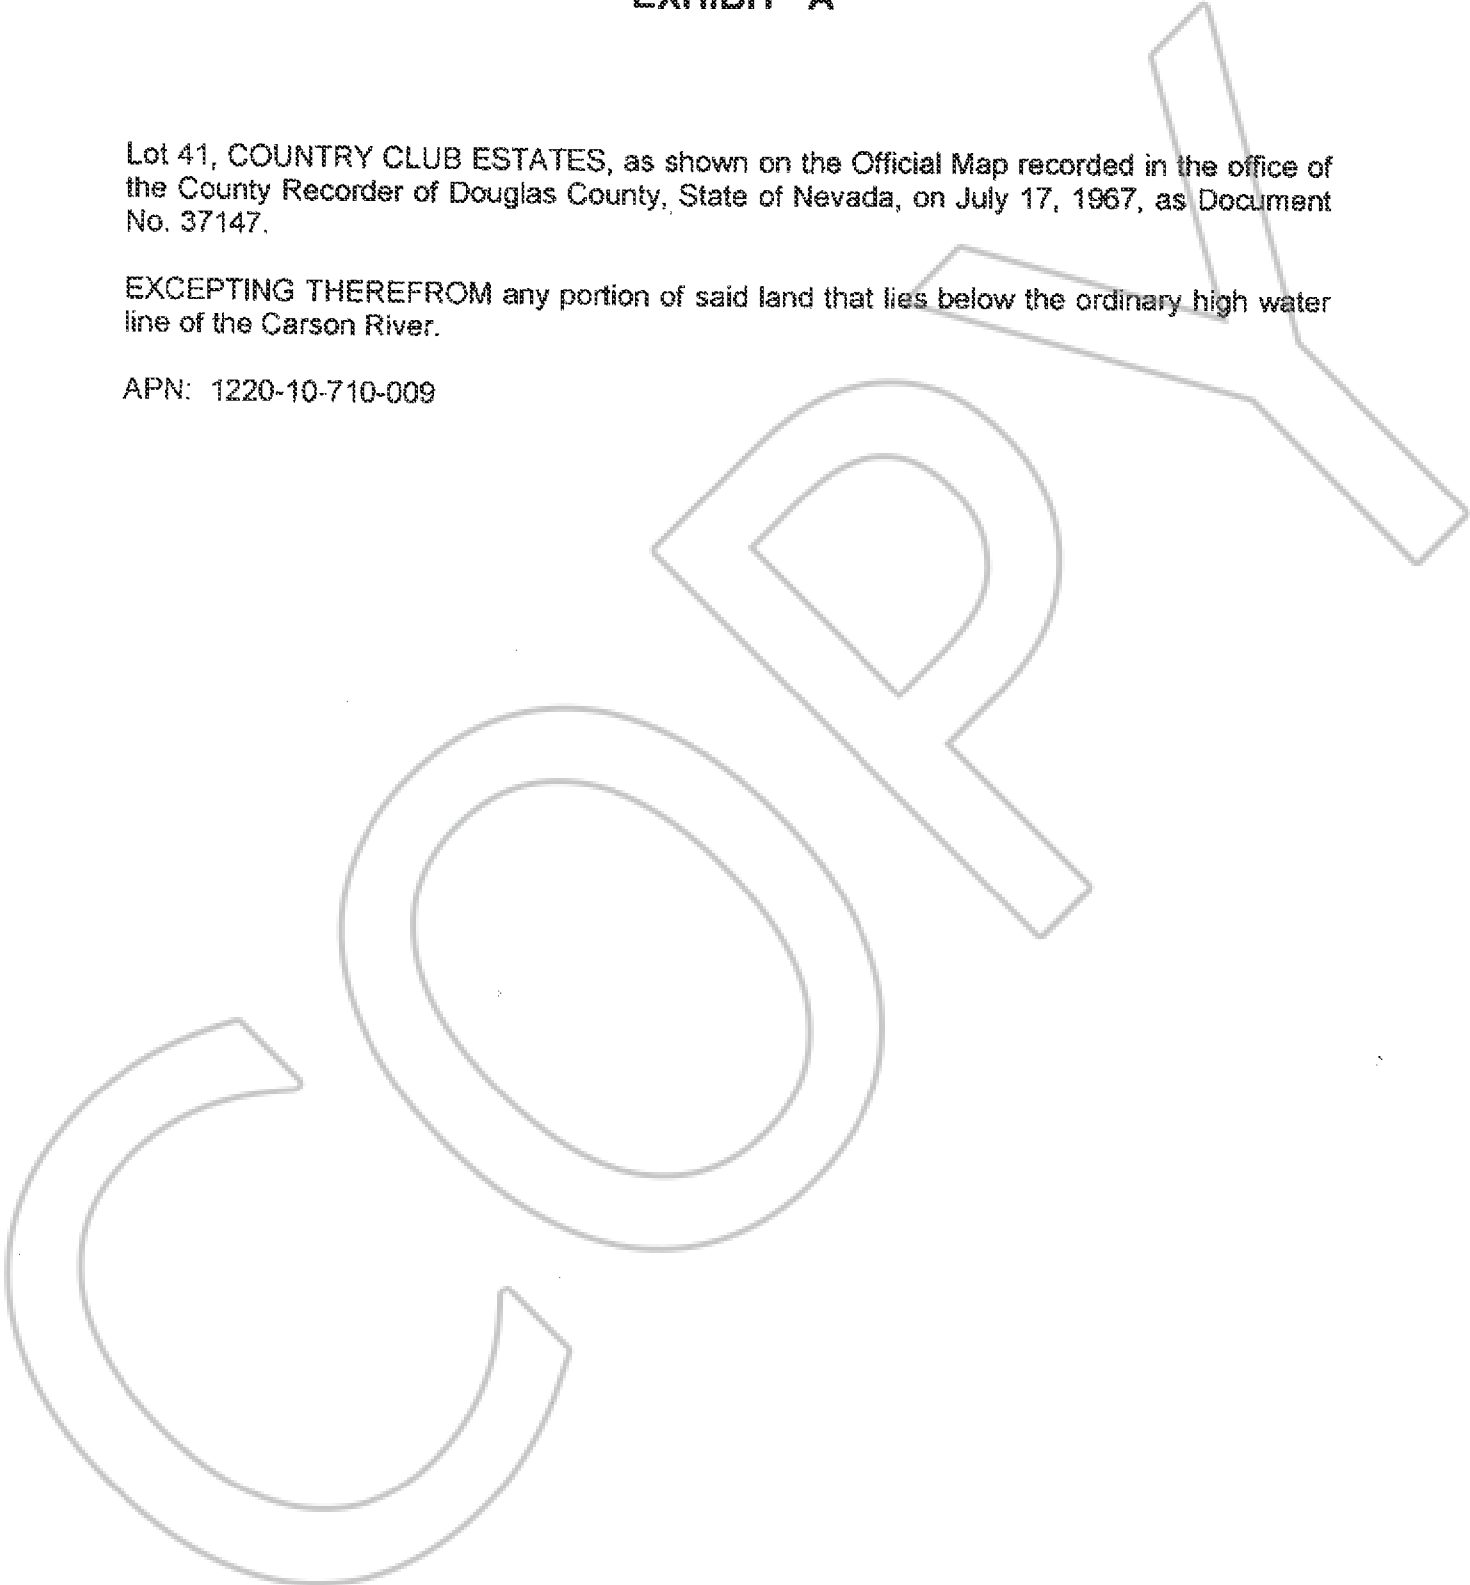 EXHIBIT "A"
Lot 41, COUNTRY CLUB ESTATES, as shown on the Official Map recorded in the office of
the County Recorder of Douglas County, State of Nevada, on July 17, 1967, as Document
No. 37147.
EXCEPTING THEREFROM any portion of said land that lies below the ordinary high water
line of the Carson River.
APN: 1220-10-710-009
COPY